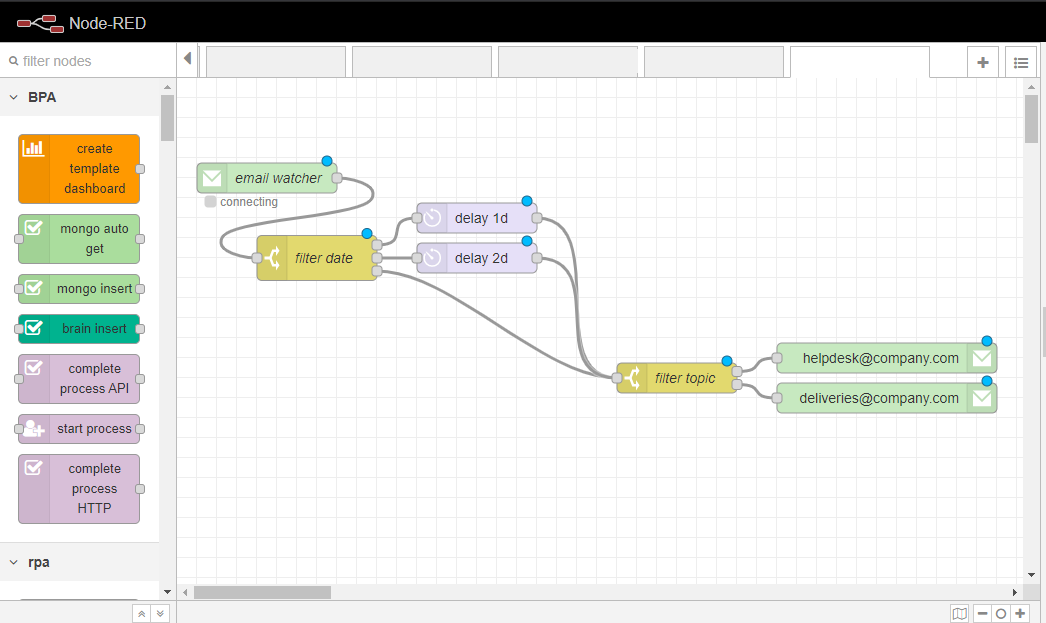 Node-RED
filter nodes
BPA
create
template
dashboard
mongo auto
get
mongo insert
brain insert
complete
process API
start process
complete
process
HTTP
rpa
email watcher
connecting
filter date
delay 1d
delay 2d
filter topic
helpdesk@company.com
deliveries@company.com